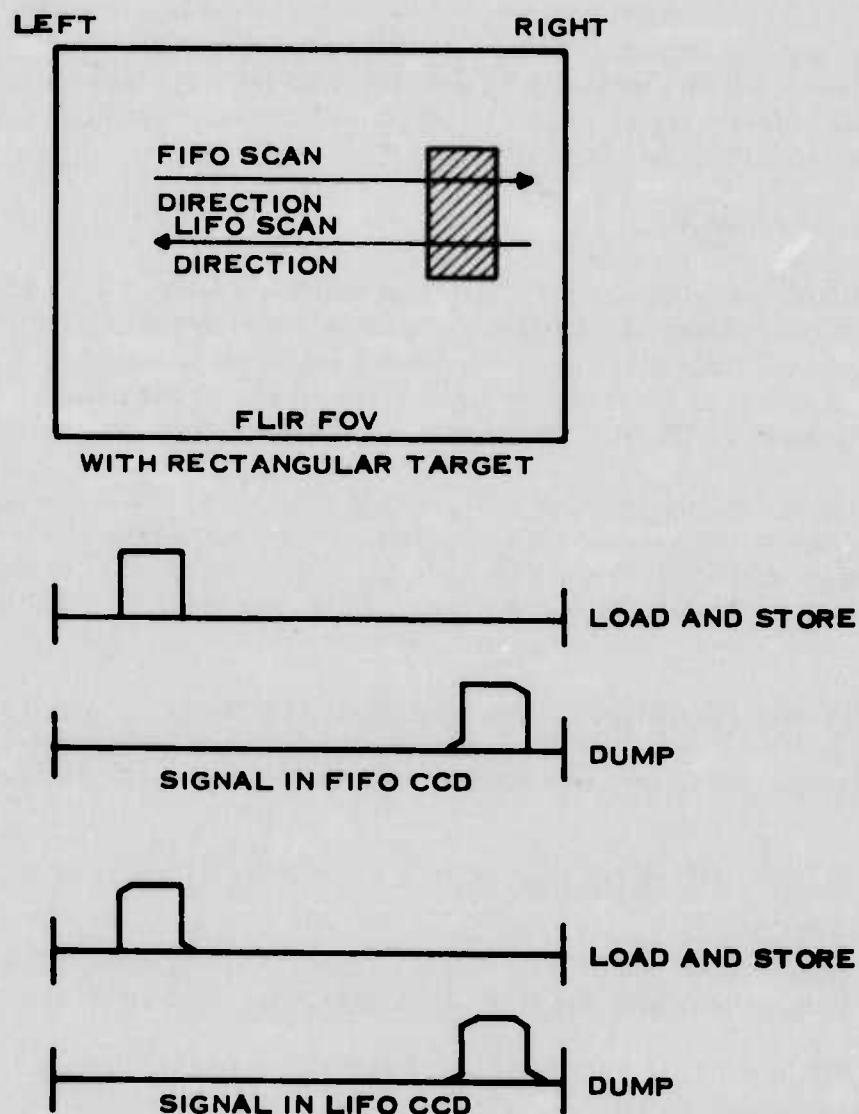 LEFT
RIGHT
FIFO SCAN
DIRECTION
LIFO SCAN
DIRECTION
FLIR FOV
WITH RECTANGULAR TARGET
LOAD AND STORE
DUMP
SIGNAL IN FIFO CCD
LOAD AND STORE
DUMP
SIGNAL IN LIFO CCD